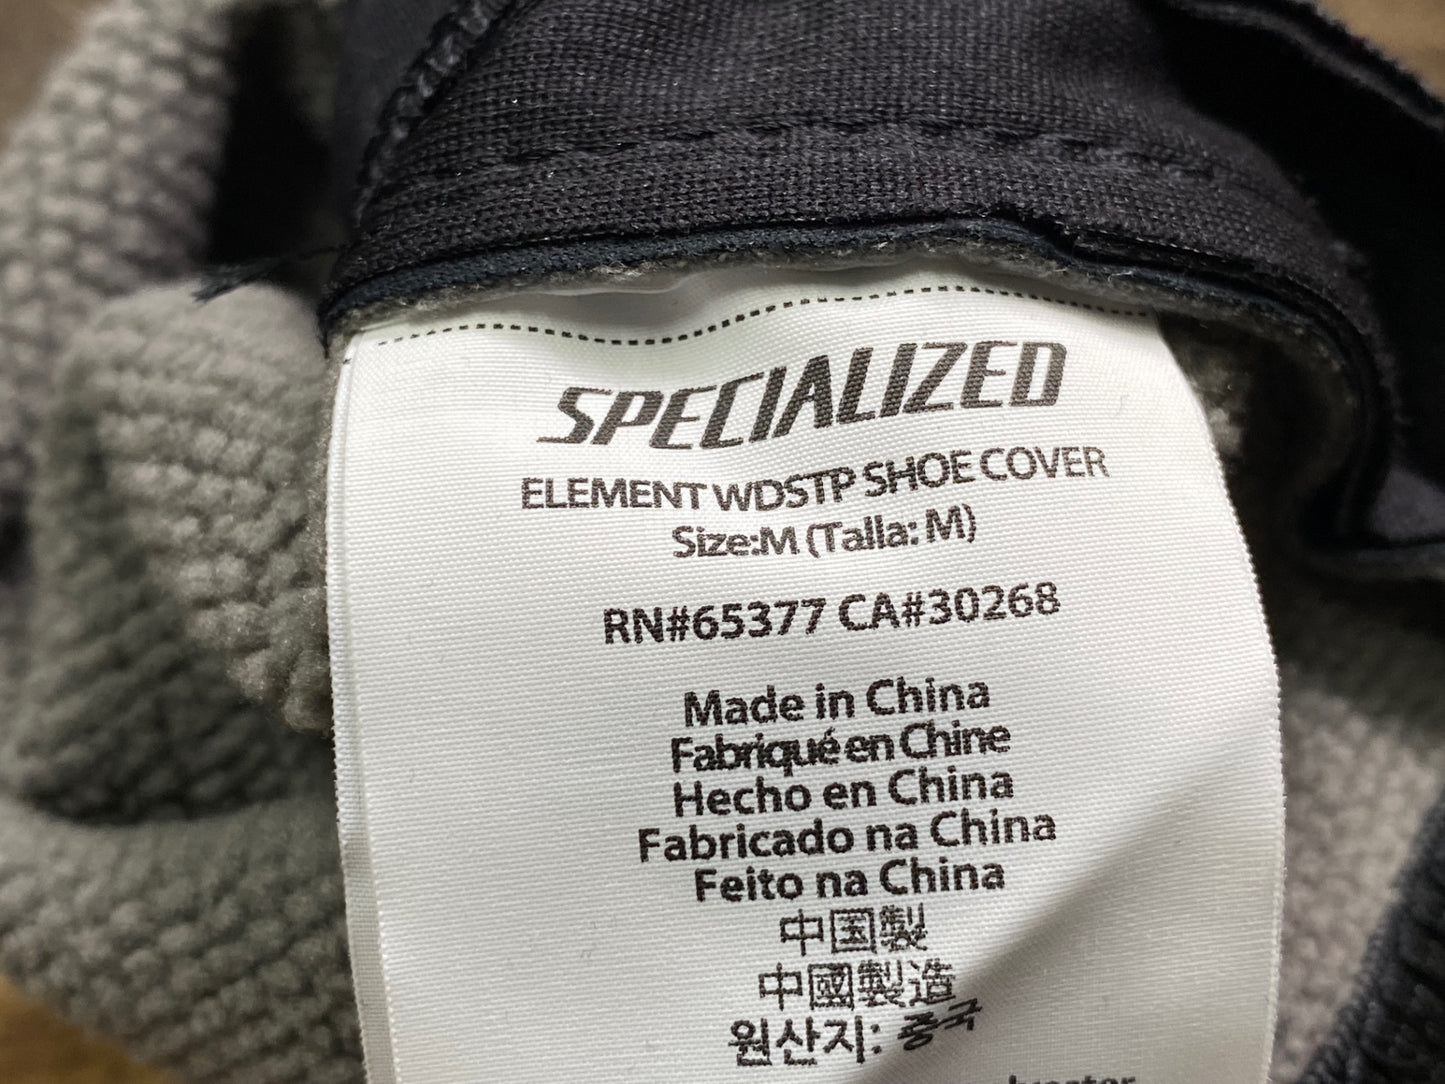 SPECIALIZED
ELEMENT WDSTP SHOE COVER
Size:M (Talla: M)
RN#65377 CA#30268
Made in China
Fabriqué en Chine
Hecho en China
Fabricado na China
Feito na China
中国製
中國製造
원산지: 중국